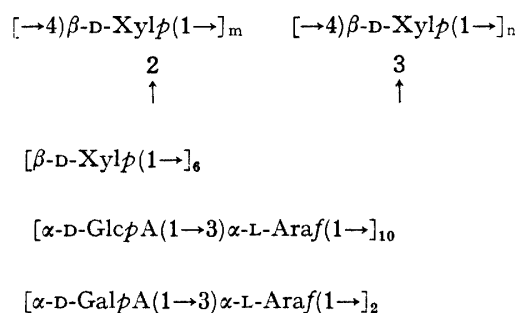 [→4)β-D-Xylp(1→]m [→4)β-D-Xylp(1→]n
2 3
↑ ↑
[β-D-Xylp(1→]6
[α-D-GlcpA(1→3)α-L-Araf(1→]10
[α-D-GalpA(1→3)α-L-Araf(1→]2